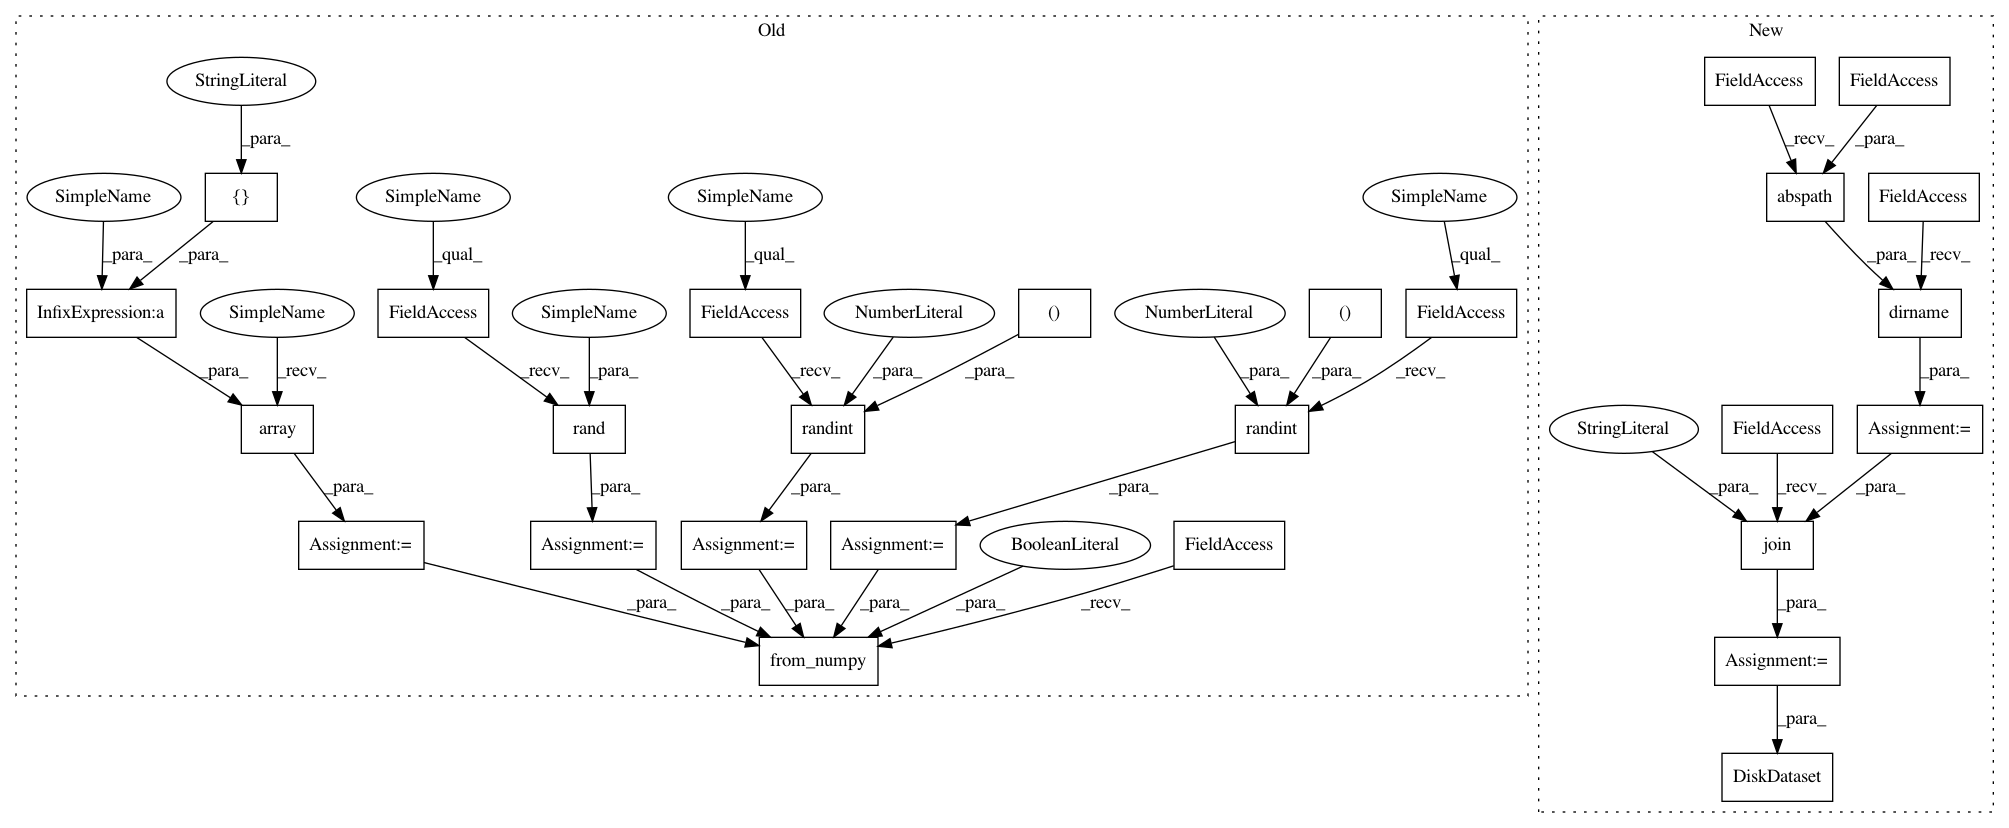 Old
New
StringLiteral
FieldAccess
FieldAccess
_para_
_recv_
_para_
SimpleName
{}
SimpleName
SimpleName
SimpleName
abspath
FieldAccess
_para_
_para_
_qual_
_qual_
_qual_
_para_
_recv_
InfixExpression:a
SimpleName
FieldAccess
SimpleName
FieldAccess
NumberLiteral
()
NumberLiteral
()
FieldAccess
dirname
_para_
_recv_
_recv_
_para_
_recv_
_para_
_para_
_para_
_para_
_recv_
_para_
array
rand
randint
randint
StringLiteral
FieldAccess
Assignment:=
_para_
_para_
_para_
_para_
_para_
_recv_
_para_
Assignment:=
Assignment:=
Assignment:=
Assignment:=
BooleanLiteral
FieldAccess
join
_para_
_para_
_para_
_para_
_para_
_recv_
_para_
from_numpy
Assignment:=
_para_
DiskDataset